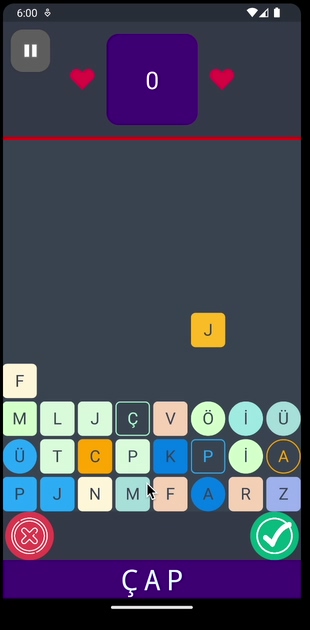 6:00
0
J
F
M L J Ç V Ö İ Ü
Ü T C P K P İ A
P J N M F A R Z
ÇAP